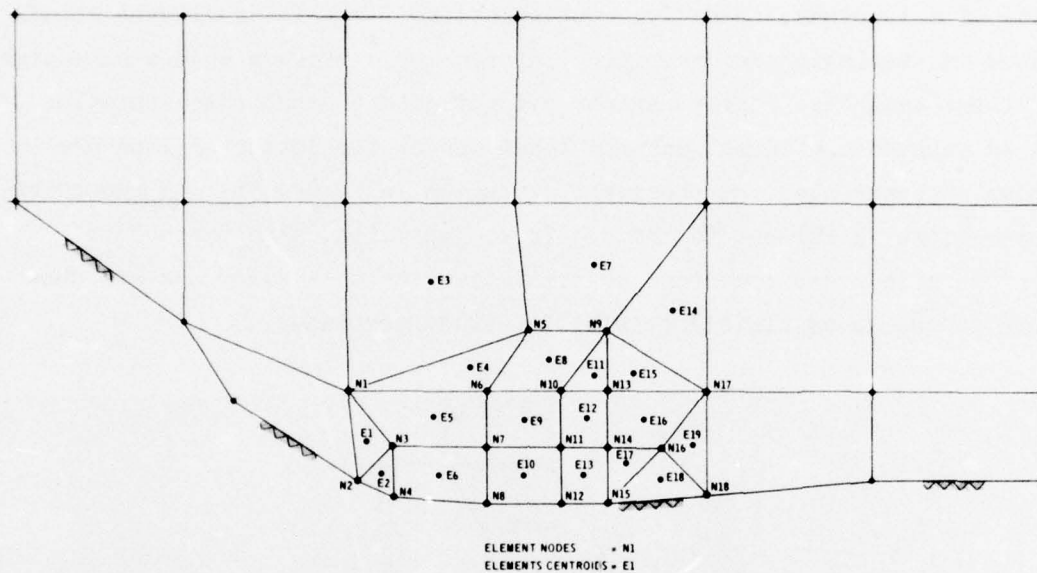 E7
E3
E14
N5
N9
E8
E4
E11
E15
N1
N6
N10
N13
N17
E5
E9
E12
E16
E1
N3
N7
N11
N14
N16
E19
E17
E2
E6
E10
E13
E18
N2
N4
N8
N12
N15
N18
ELEMENT NODES = N1
ELEMENTS CENTROIDS = E1